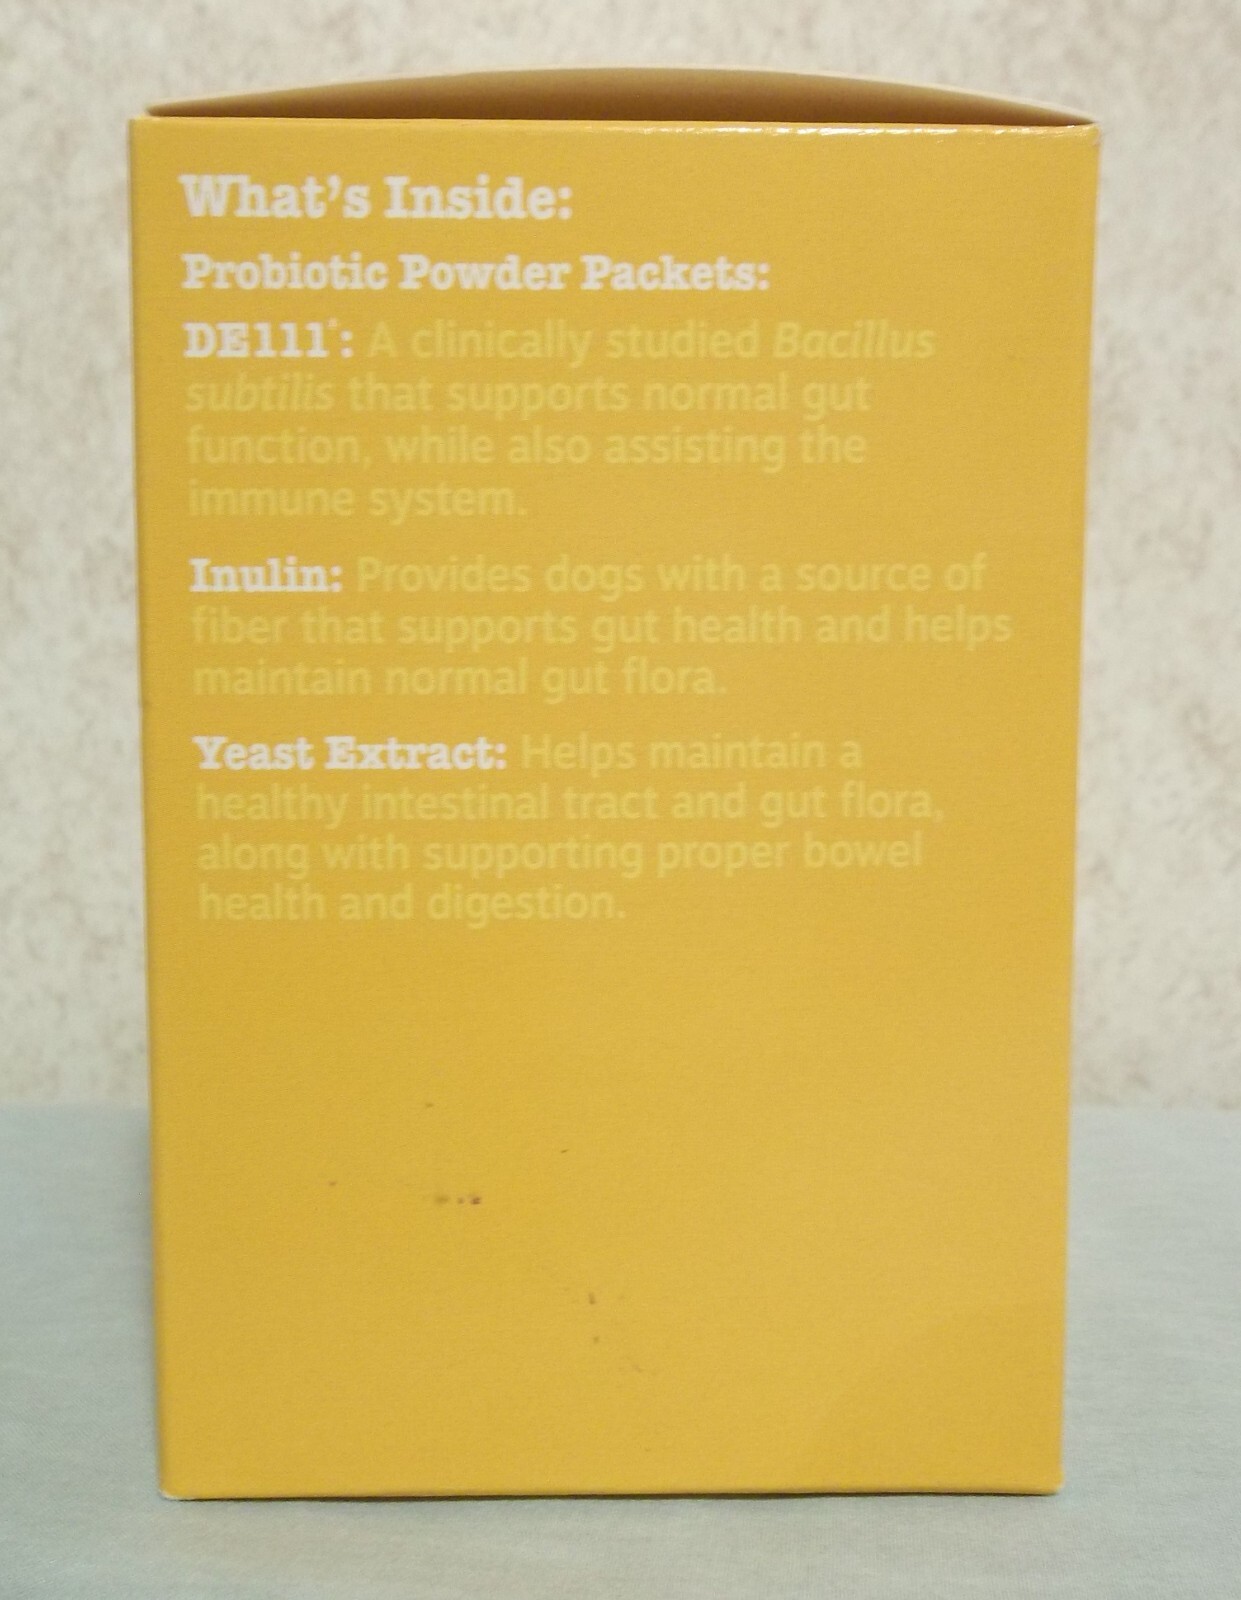 What's Inside:
Probiotic Powder Packets:
DE111®: A clinically studied Bacillus
subtilis that supports normal gut
function, while also assisting the
immune system.
Inulin: Provides dogs with a source of
fiber that supports gut health and helps
maintain normal gut flora.
Yeast Extract: Helps maintain a
healthy intestinal tract and gut flora,
along with supporting proper bowel
health and digestion.